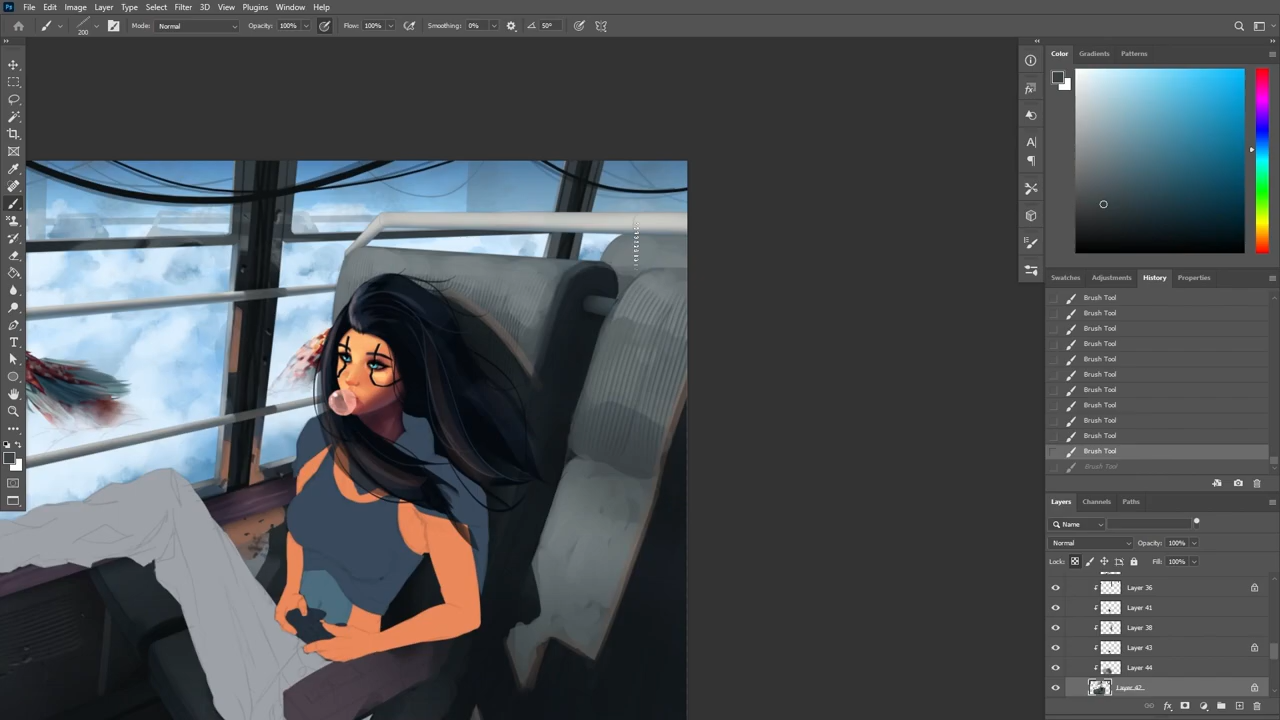 Ps File Edit Image Layer Type Select Filter 3D View Plugins Window Help
200 Mode: Normal Opacity: 100% Flow: 100% Smoothing: 0% 50°
Color Gradients Patterns
Swatches Adjustments History Properties
Brush Tool
Brush Tool
Brush Tool
Brush Tool
Brush Tool
Brush Tool
Brush Tool
Brush Tool
Brush Tool
Brush Tool
Brush Tool
Brush Tool
Layers Channels Paths
Name
Normal Opacity: 100%
Lock: Fill: 100%
Layer 36
Layer 41
Layer 38
Layer 43
Layer 44